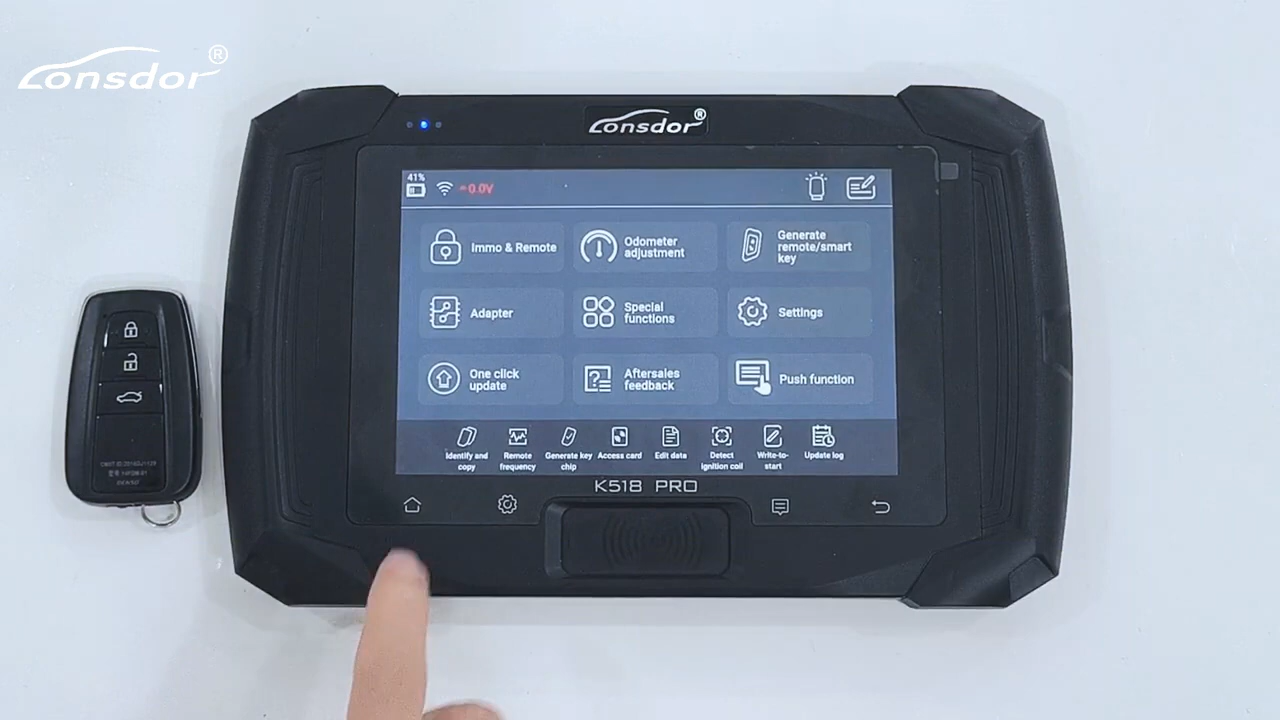 Lonsdor®
Lonsdor®
41%
0.0V
Immo & Remote
Odometer
adjustment
Generate
remote/smart
key
Adapter
Special
functions
Settings
One click
update
Aftersales
feedback
Push function
Identify and
copy
Remote
frequency
Generate key
chip
Access card
Edit data
Detect
ignition coil
Write-to-
start
Update log
K518 PRO
DENSO